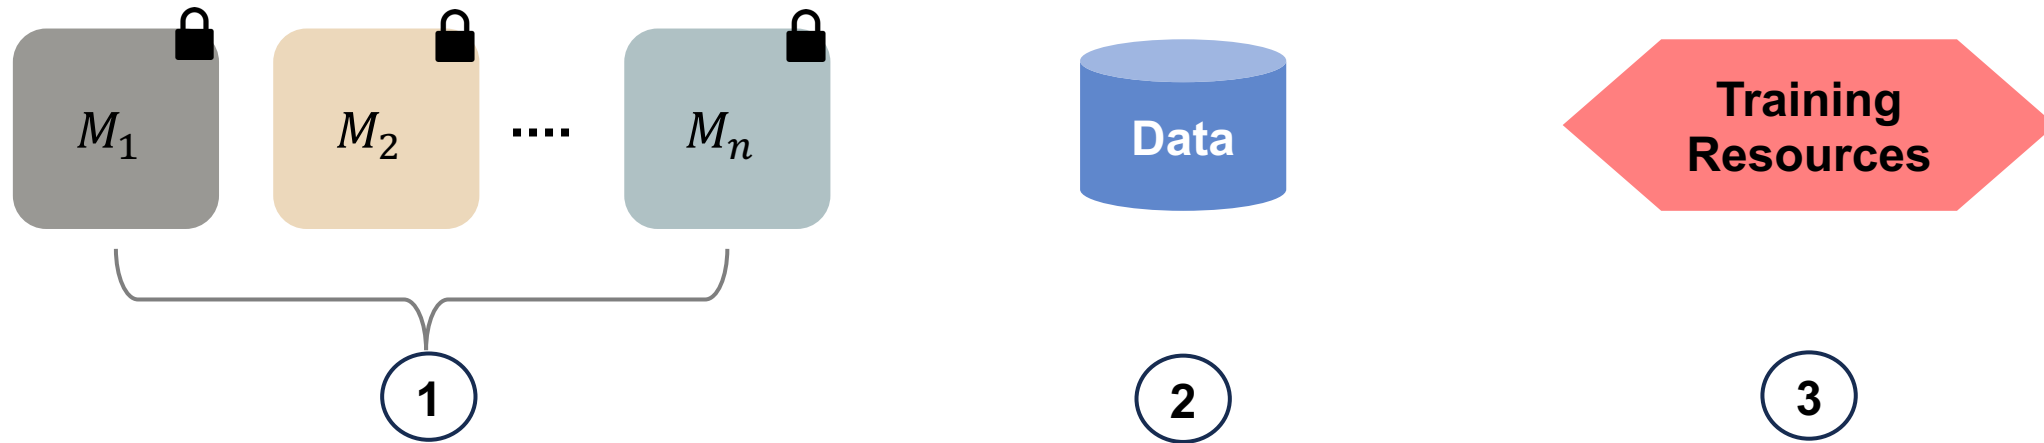 M₁ M₂ ···· Mₙ
Data
Training
Resources
1 2 3